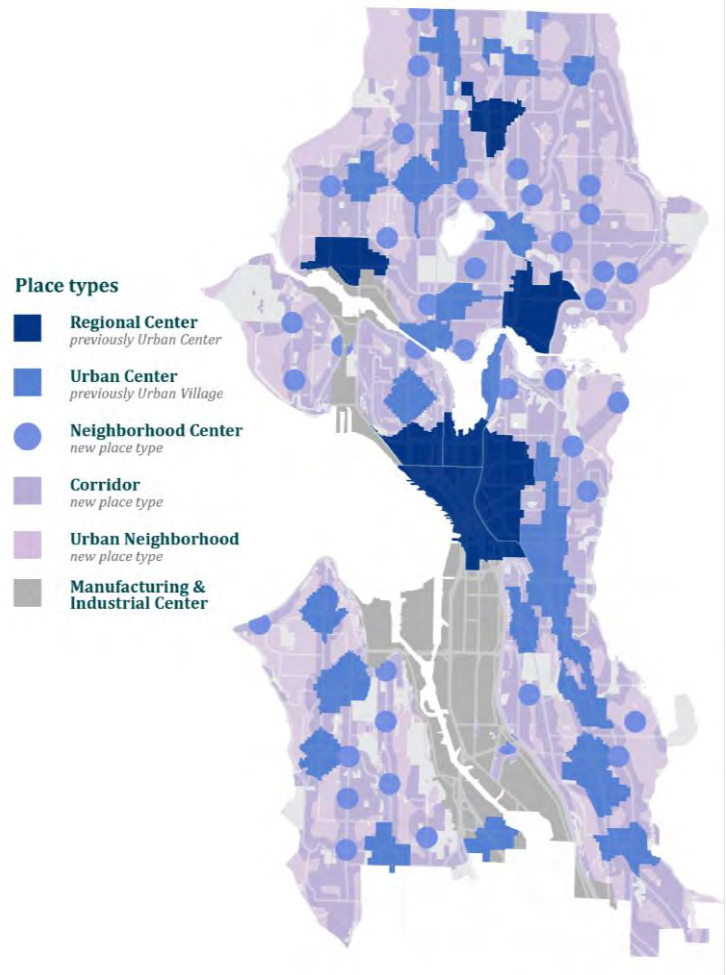 Place types
Regional Center
previously Urban Center
Urban Center
previously Urban Village
Neighborhood Center
new place type
Corridor
new place type
Urban Neighborhood
new place type
Manufacturing &
Industrial Center